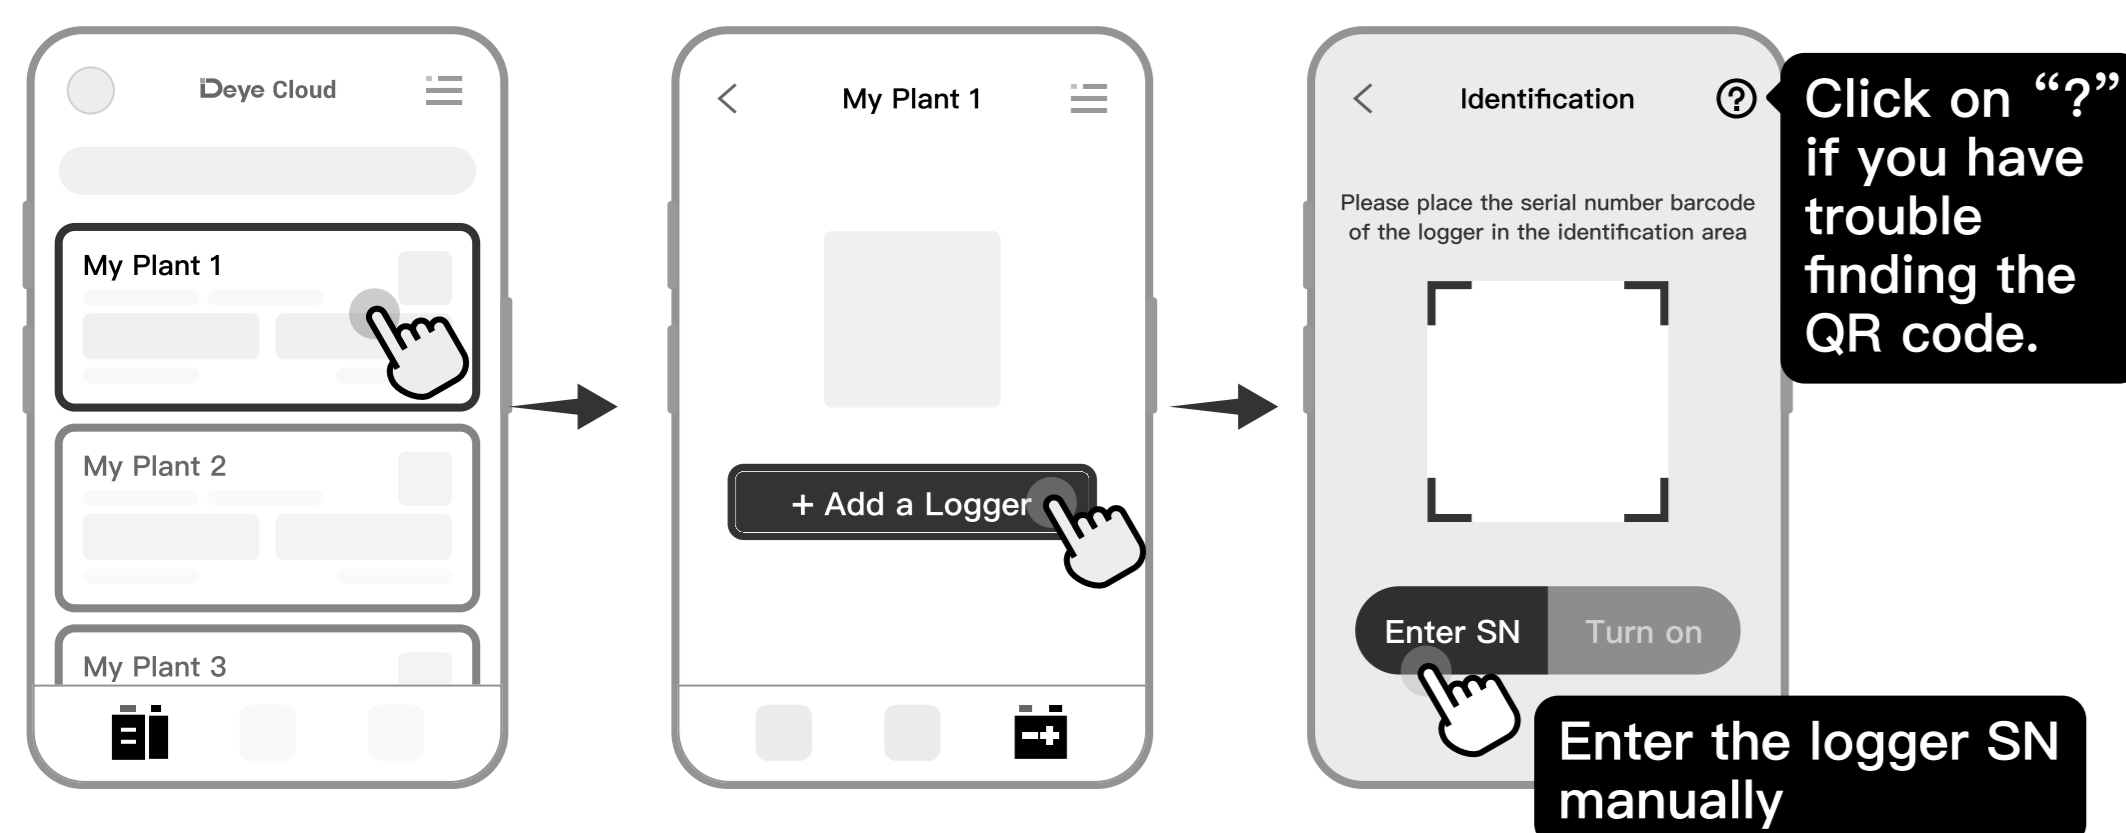 Deye Cloud
My Plant 1
My Plant 2
My Plant 3
My Plant 1
+ Add a Logger
Identification
Please place the serial number barcode
of the logger in the identification area
Enter SN
Turn on
Click on “?”
if you have
trouble
finding the
QR code.
Enter the logger SN
manually